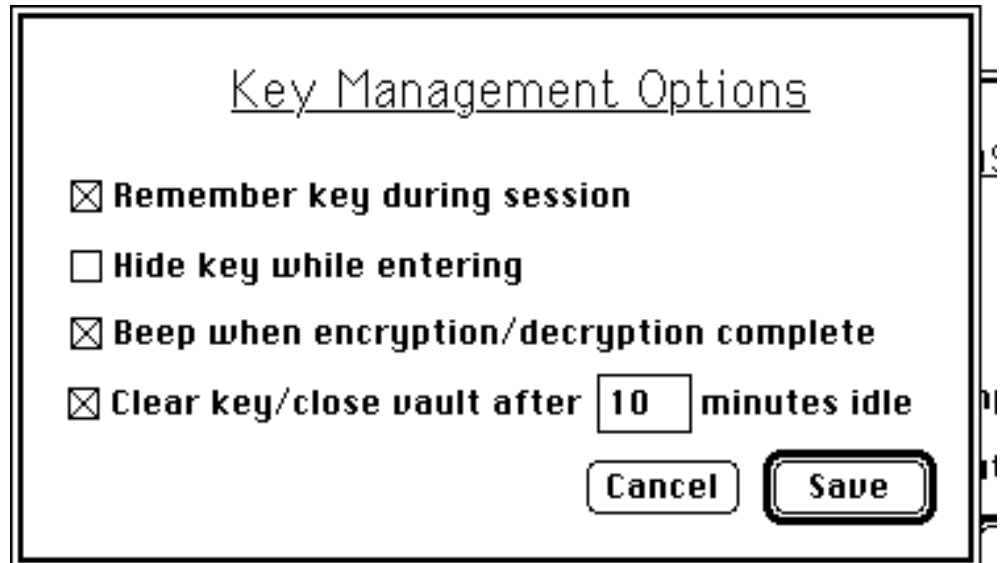 Key Management Options
Remember key during session
Hide key while entering
Beep when encryption/decryption complete
Clear key/close vault after 10 minutes idle
Cancel Save